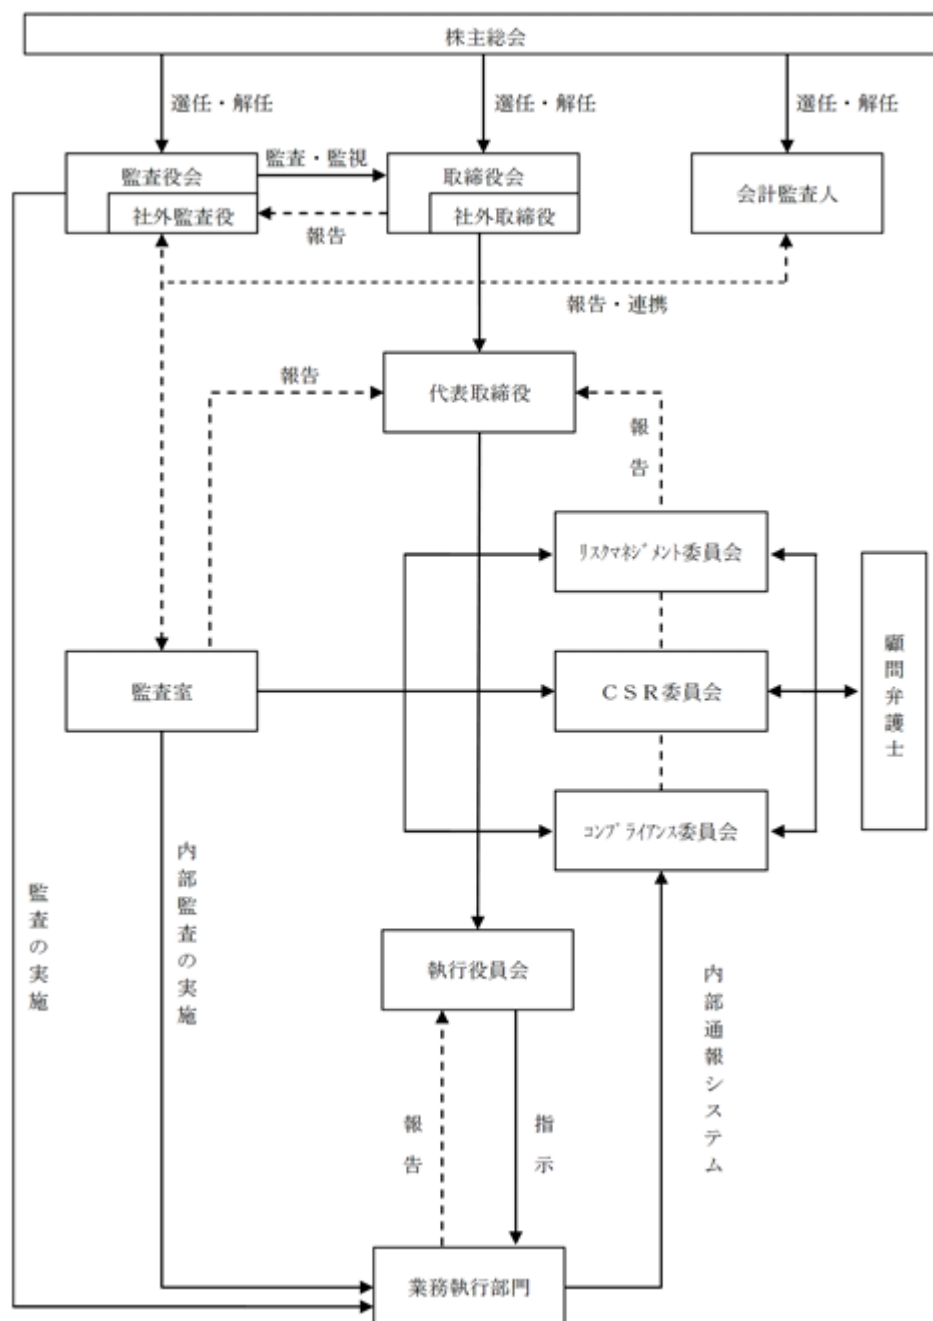 株主総会
選任・解任
選任・解任
選任・解任
監査役会
監査・監視
取締役会
会計監査人
社外監査役
社外取締役
報告
報告・連携
報告
代表取締役
報告
リスクマネジメント委員会
監査室
CSR委員会
顧問弁護士
コンプライアンス委員会
監査の実施
内部監査の実施
執行役員会
内部通報システム
報告
指示
業務執行部門